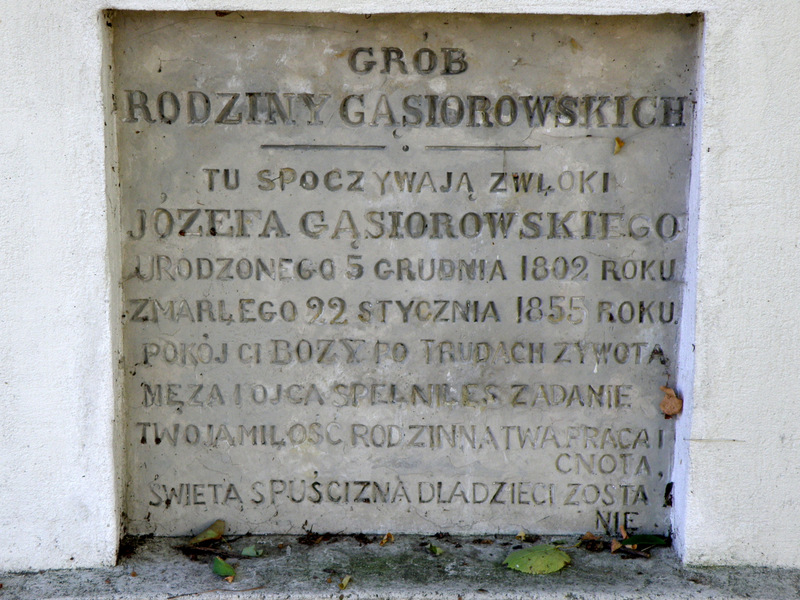 GRÓB
RODZINY GĄSIOROWSKICH
TU SPOCZYWAJĄ ZWŁOKI
JÓZEFA GĄSIOROWSKIEGO
URODZONEGO 5 GRUDNIA 1802 ROKU
ZMARŁEGO 22 STYCZNIA 1855 ROKU
POKÓJ CI BOŻY PO TRUDACH ŻYWOTA
MĘŻA I OJCA SPEŁNIŁEŚ ZADANIE
TWOJA MIŁOŚĆ RODZINNA TWA PRACA I
CNOTA,
ŚWIĘTA SPUŚCIZNĄ DLA DZIECI ZOSTA
NIE